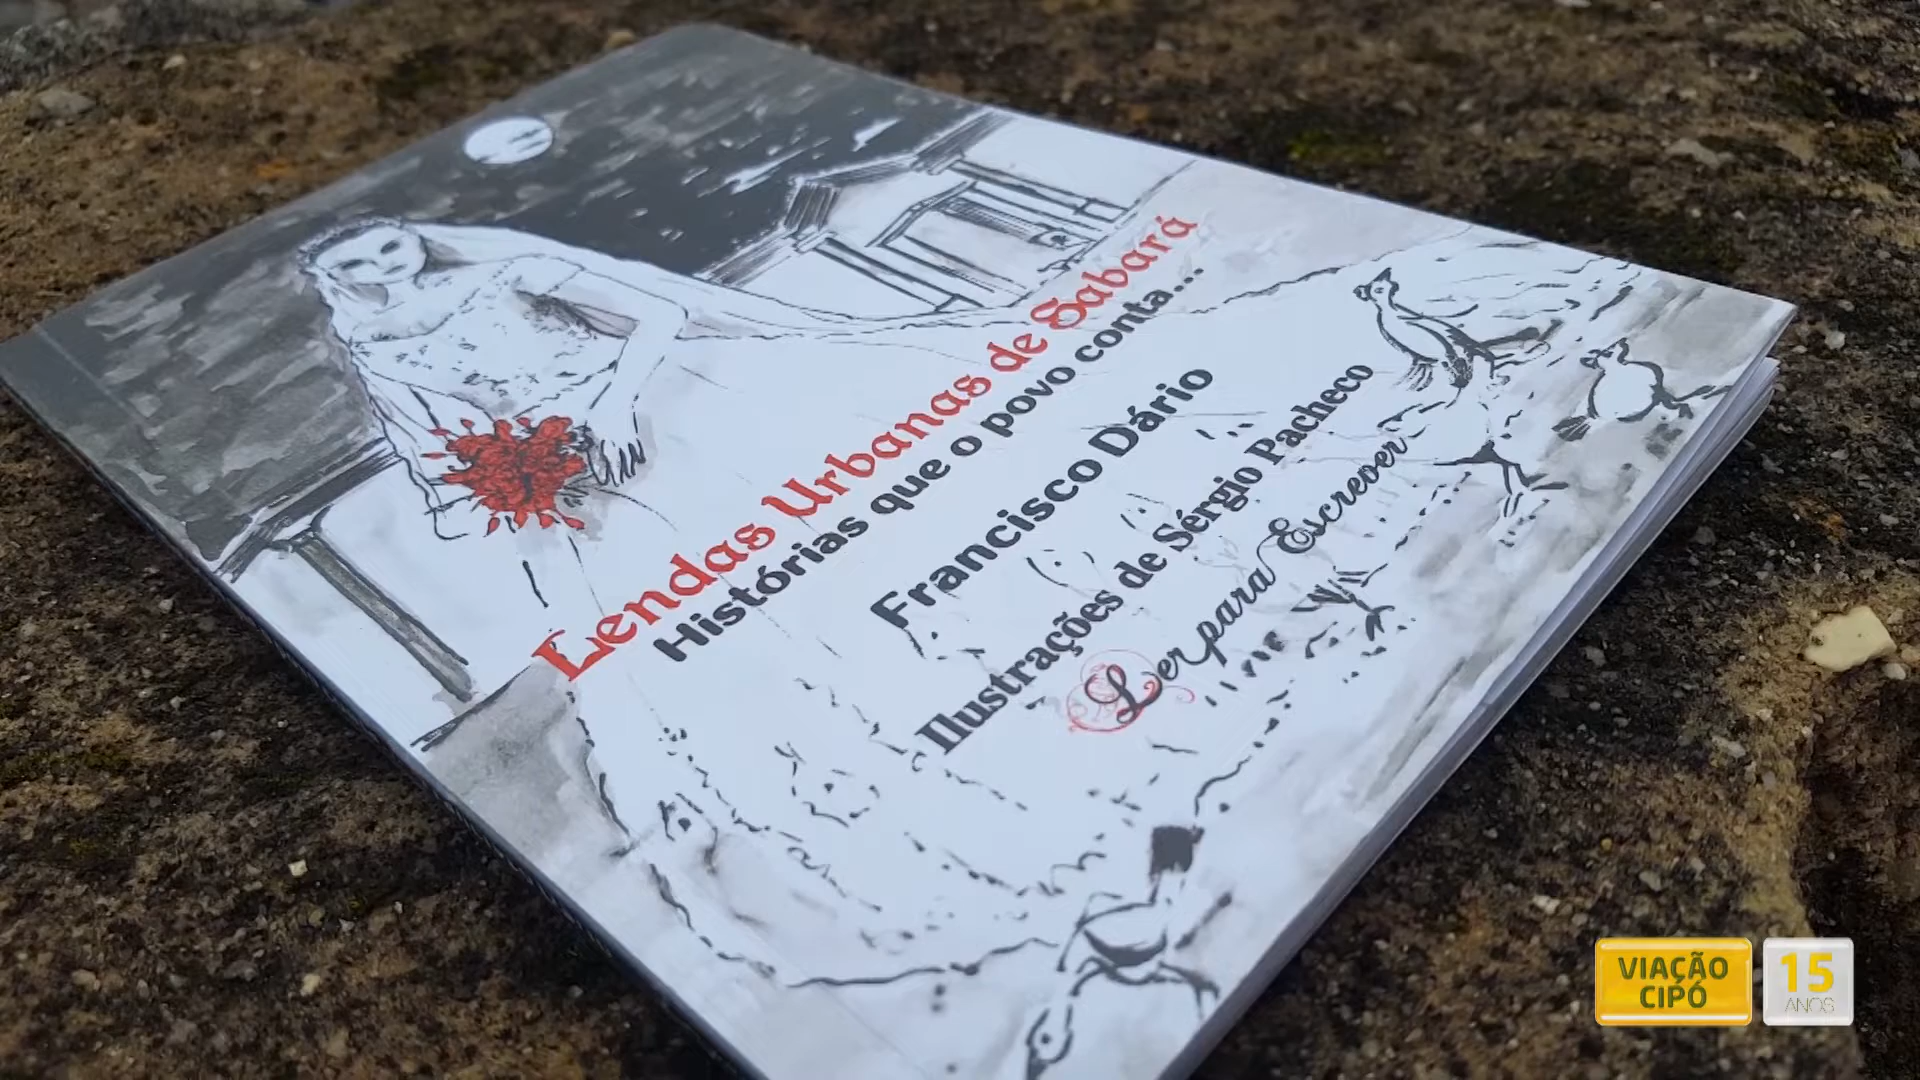 Lendas Urbanas de Sabará
Histórias que o povo conta...
Francisco Dário
Ilustrações de Sérgio Pacheco
Ler para Escrever
VIAÇÃO
CIPÓ
15
ANOS